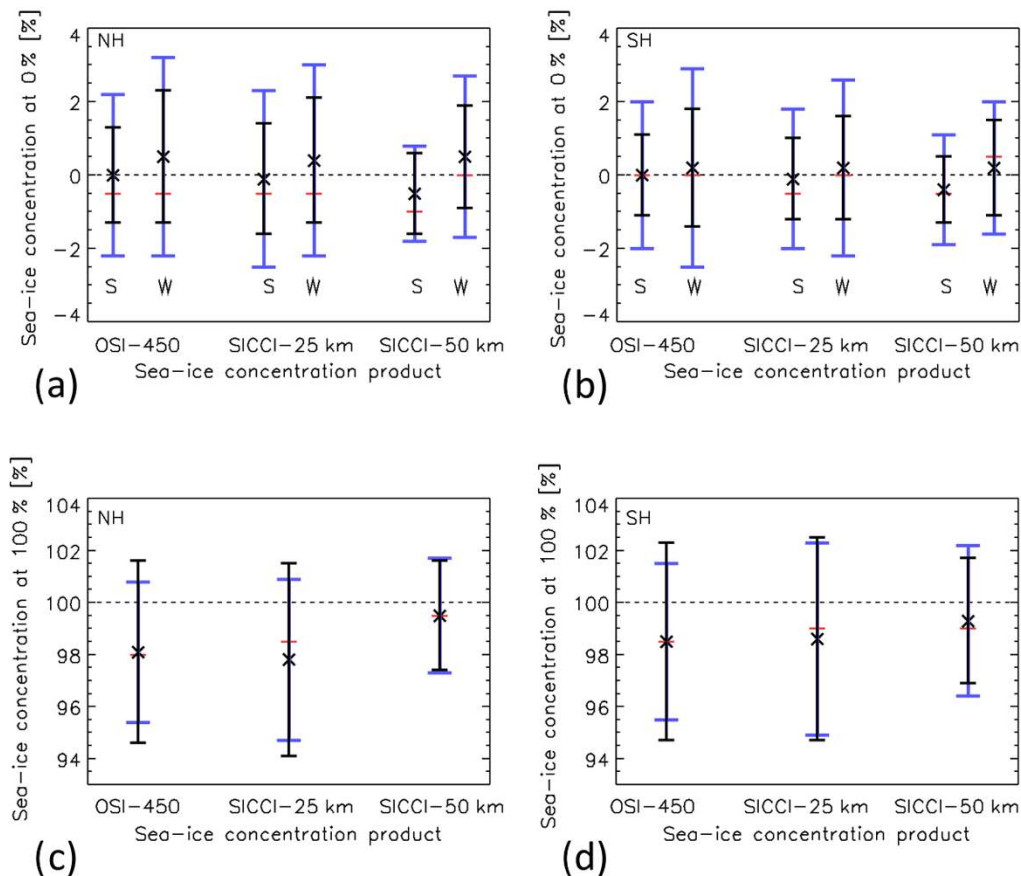 Sea-ice concentration at 0% [%]
NH
4
2
0
-2
-4
S W S W S W
OSI-450 SICCI-25 km SICCI-50 km
Sea-ice concentration product
(a)
Sea-ice concentration at 0% [%]
SH
4
2
0
-2
-4
S W S W S W
OSI-450 SICCI-25 km SICCI-50 km
Sea-ice concentration product
(b)
Sea-ice concentration at 100% [%]
NH
104
102
100
98
96
94
OSI-450 SICCI-25 km SICCI-50 km
Sea-ice concentration product
(c)
Sea-ice concentration at 100% [%]
SH
104
102
100
98
96
94
OSI-450 SICCI-25 km SICCI-50 km
Sea-ice concentration product
(d)